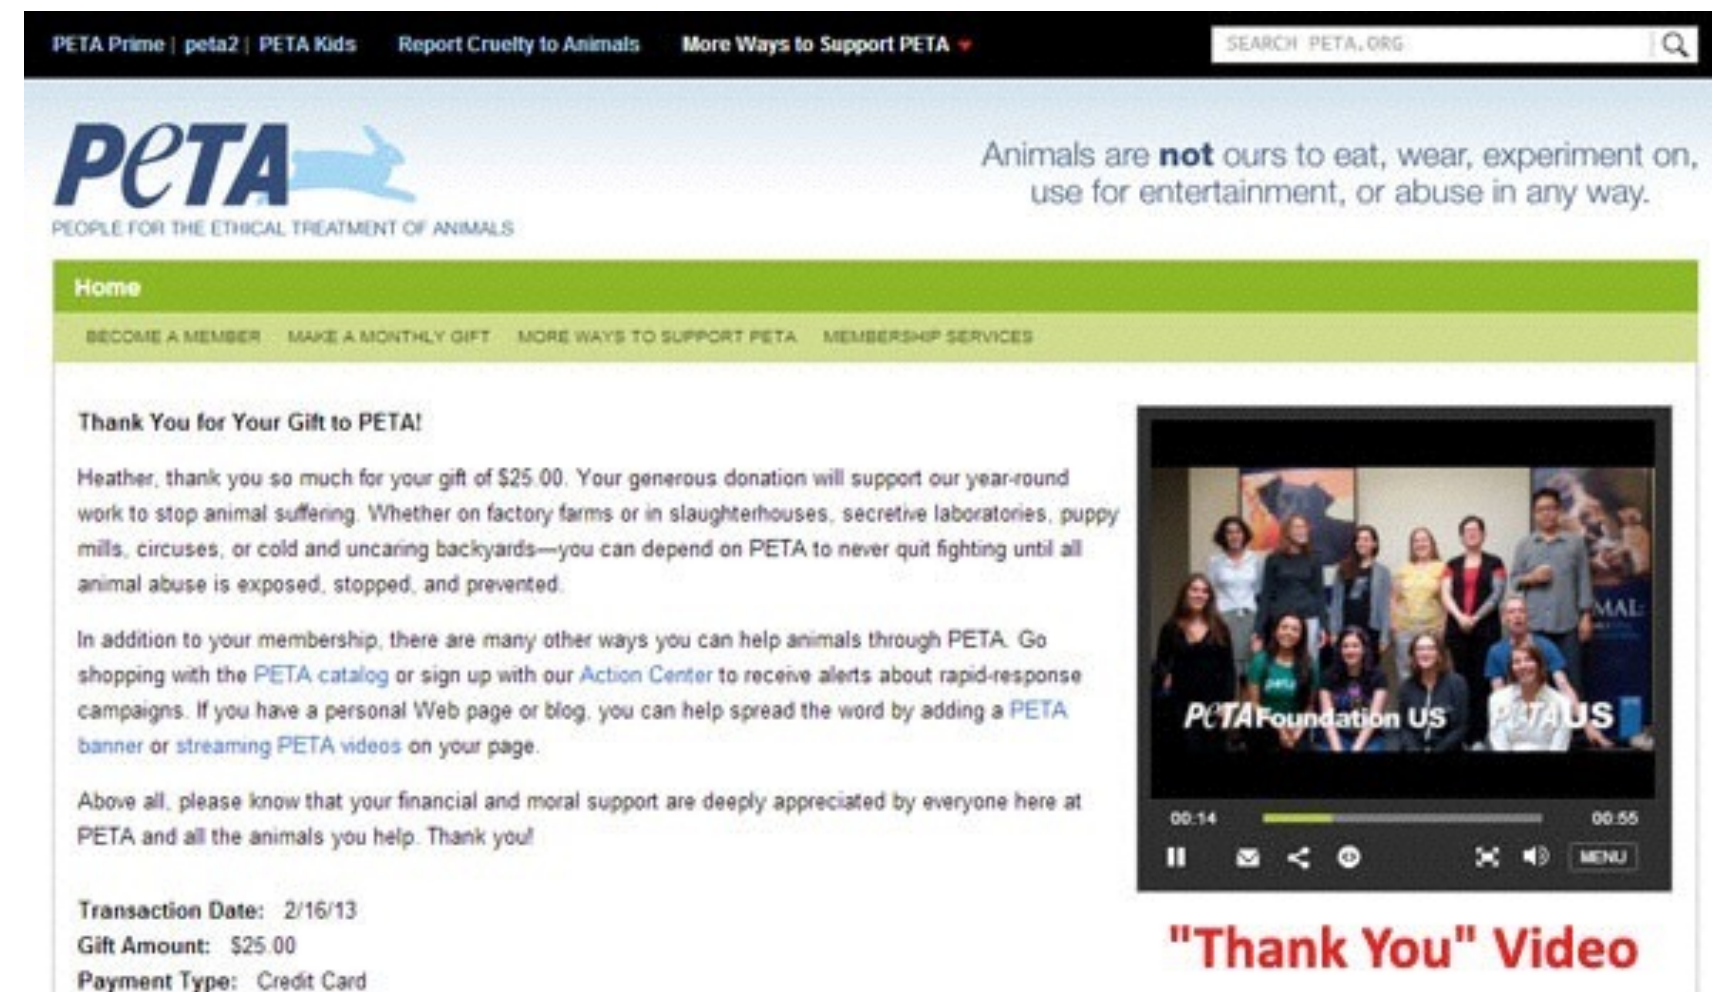 PETA Prime | peta2 | PETA Kids Report Cruelty to Animals More Ways to Support PETA
SEARCH PETA.ORG
PeTA
PEOPLE FOR THE ETHICAL TREATMENT OF ANIMALS
Animals are not ours to eat, wear, experiment on,
use for entertainment, or abuse in any way.
Home
BECOME A MEMBER MAKE A MONTHLY GIFT MORE WAYS TO SUPPORT PETA MEMBERSHIP SERVICES
Thank You for Your Gift to PETA!
Heather, thank you so much for your gift of $25.00. Your generous donation will support our year-round
work to stop animal suffering. Whether on factory farms or in slaughterhouses, secretive laboratories, puppy
mills, circuses, or cold and uncaring backyards—you can depend on PETA to never quit fighting until all
animal abuse is exposed, stopped, and prevented.
In addition to your membership, there are many other ways you can help animals through PETA. Go
shopping with the PETA catalog or sign up with our Action Center to receive alerts about rapid-response
campaigns. If you have a personal Web page or blog, you can help spread the word by adding a PETA
banner or streaming PETA videos on your page.
Above all, please know that your financial and moral support are deeply appreciated by everyone here at
PETA and all the animals you help. Thank you!
Transaction Date: 2/16/13
Gift Amount: $25.00
Payment Type: Credit Card
MAL:
peta
PeTA Foundation US PeTA US
00:14 00:55
MENU
"Thank You" Video